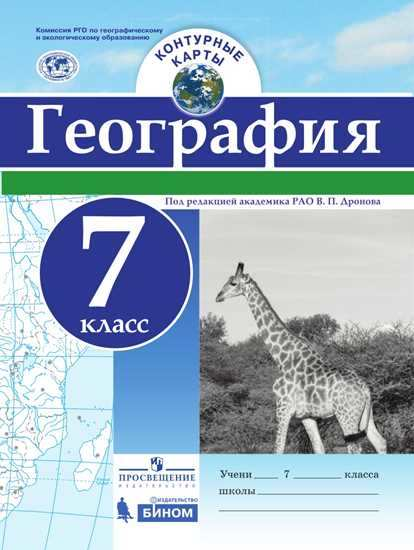 Комиссия РГО по географическому
и экологическому образованию
КОНТУРНЫЕ
КАРТЫ
География
Под редакцией академика РАО В. П. Дронова
7
класс
Учени 7 класса
школы
ПРОСВЕЩЕНИЕ
ИЗДАТЕЛЬСТВО
ИЗДАТЕЛЬСТВО
БИНОМ